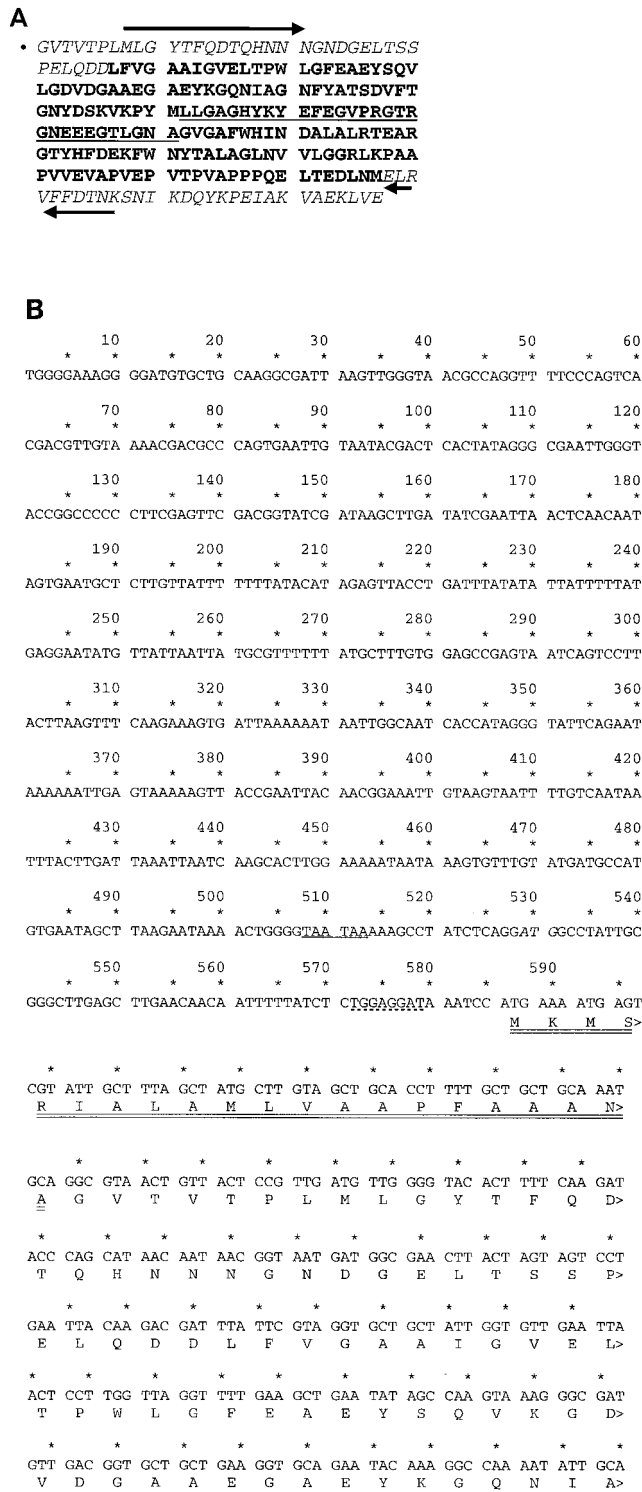 A
• GVTVTPLMLG YTFQDTQHNN NGNDGELTSS
PELQDDLFVG AAIGVELTPW LGFEAEYSQV
LGDVDGAAEG AEYKGQNIAG NFYATSDVFT
GNYDSKVKPYM LLGAGHYKY EFEGVPRGTR
GNEEEGTLGNA GVGAFWHIN DALALRTEAR
GTYHFDEKFW NYTALAGLNV VLGGRLKPAA
PVVEVAPVEP VTPVAPPPQE LTEDLNMELR
VFFDTNKSNI KDQYKPEIAK VAEKLVE
B
10 20 30 40 50 60
* * * * * * * * * * * *
TGGGGAAAGG GGATGTGCTG CAAGGCGATT AAGTTGGGTA ACGCCAGGTT TTCCCAGTCA
70 80 90 100 110 120
* * * * * * * * * * * *
CGACGTTGTA AAACGACGCC CAGTGAATTG TAATACGACT CACTATAGGG CGAATTGGGT
130 140 150 160 170 180
* * * * * * * * * * * *
ACCGGCCCCC CCTTCGAGTTC GACGGTATCG ATAAGCTTGA TATCGAATTA ACTCAACAAT
190 200 210 220 230 240
* * * * * * * * * * * *
AGTGAATGCT CTTGTTATTT TTTTATACAT AGAGTTACCT GATTTATATA TTATTTTTAT
250 260 270 280 290 300
* * * * * * * * * * * *
GAGGAATATG TTATTAATTA TGCGTTTTTT ATGCTTTGTG GAGCCGAGTA ATCAGTCCTT
310 320 330 340 350 360
* * * * * * * * * * * *
ACTTAAGTTT CAAGAAAGTG ATTAAAAAAT AATTGGCAAT CACCATAGGG TATTCAGAAT
370 380 390 400 410 420
* * * * * * * * * * * *
AAAAAATTGA GTAAAAAGTT ACCGAATTAC AACGGAAATT GTAAGTAATT TTGTCAATAA
430 440 450 460 470 480
* * * * * * * * * * * *
TTTACTTGAT TAAATTAATC AAGCACTTGG AAAAATAATA AAGTGTTTGT ATGATGCCAT
490 500 510 520 530 540
* * * * * * * * * * * *
GTGAATAGCT TAAGAATAAA ACTGGGGTAA TAAAAAGCCT ATCTCAGGAT GGCCTATTGC
550 560 570 580 590
* * * * * * * * * * *
GGGCTTGAGC TTGAACAACA ATTTTTATCT CTGGAGGATA AATCC ATG AAA ATG AGT
M K M S>
* * * * * * * * * *
CGT ATT GCT TTA GCT ATG CTT GTA GCT GCA CCT TTT GCT GCT GCA AAT
R I A L A M L V A A P F A A A N>
* * * * * * * * *
GCA GGC GTA ACT GTT ACT CCG TTG ATG TTG GGG TAC ACT TTT CAA GAT
A G V T V T P L M L G Y T F Q D>
* * * * * * * * * *
ACC CAG CAT AAC AAT AAC GGT AAT GAT GGC GAA CTT ACT AGT AGT CCT
T Q H N N N G N D G E L T S S P>
* * * * * * * * *
GAA TTA CAA GAC GAT TTA TTC GTA GGT GCT GCT ATT GGT GTT GAA TTA
E L Q D D L F V G A A I G V E L>
* * * * * * * * * *
ACT CCT TGG TTA GGT TTT GAA GCT GAA TAT AGC CAA GTA AAG GGC GAT
T P W L G F E A E Y S Q V K G D>
* * * * * * * * * *
GTT GAC GGT GCT GCT GAA GGT GCA GAA TAC AAA GGC CAA AAT ATT GCA
V D G A A E G A E Y K G Q N I A>